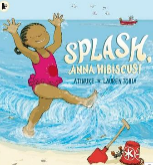 SPLASH,
ANNA HIBISCUS!
ATINUKE
LAUREN TOBIA